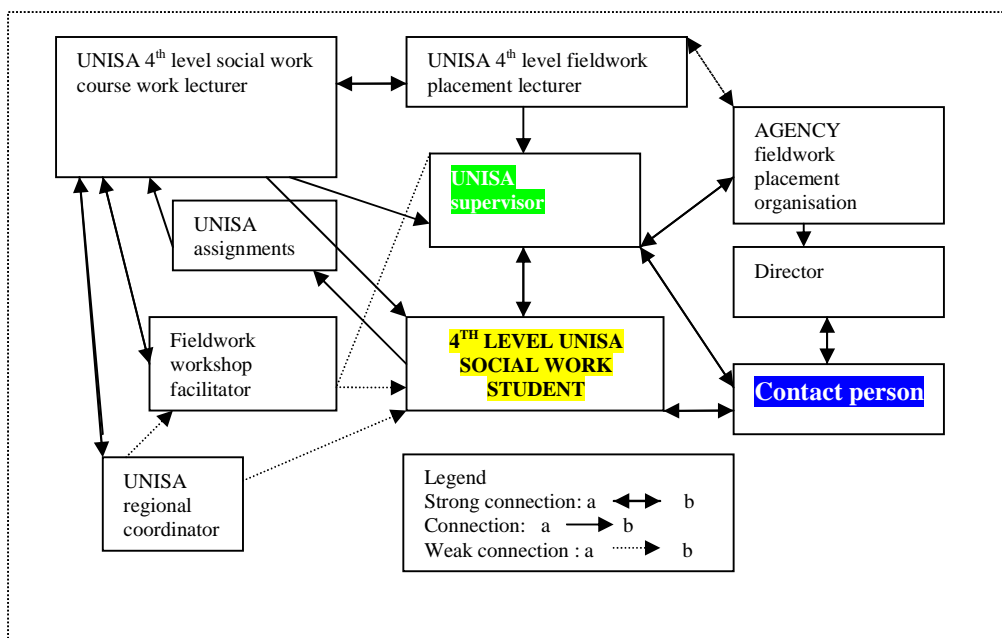 UNISA 4th level social work
course work lecturer
UNISA 4th level fieldwork
placement lecturer
AGENCY
fieldwork
placement
organisation
UNISA
supervisor
UNISA
assignments
Director
Fieldwork
workshop
facilitator
4TH LEVEL UNISA
SOCIAL WORK
STUDENT
Contact person
UNISA
regional
coordinator
Legend
Strong connection: a b
Connection: a b
Weak connection : a b